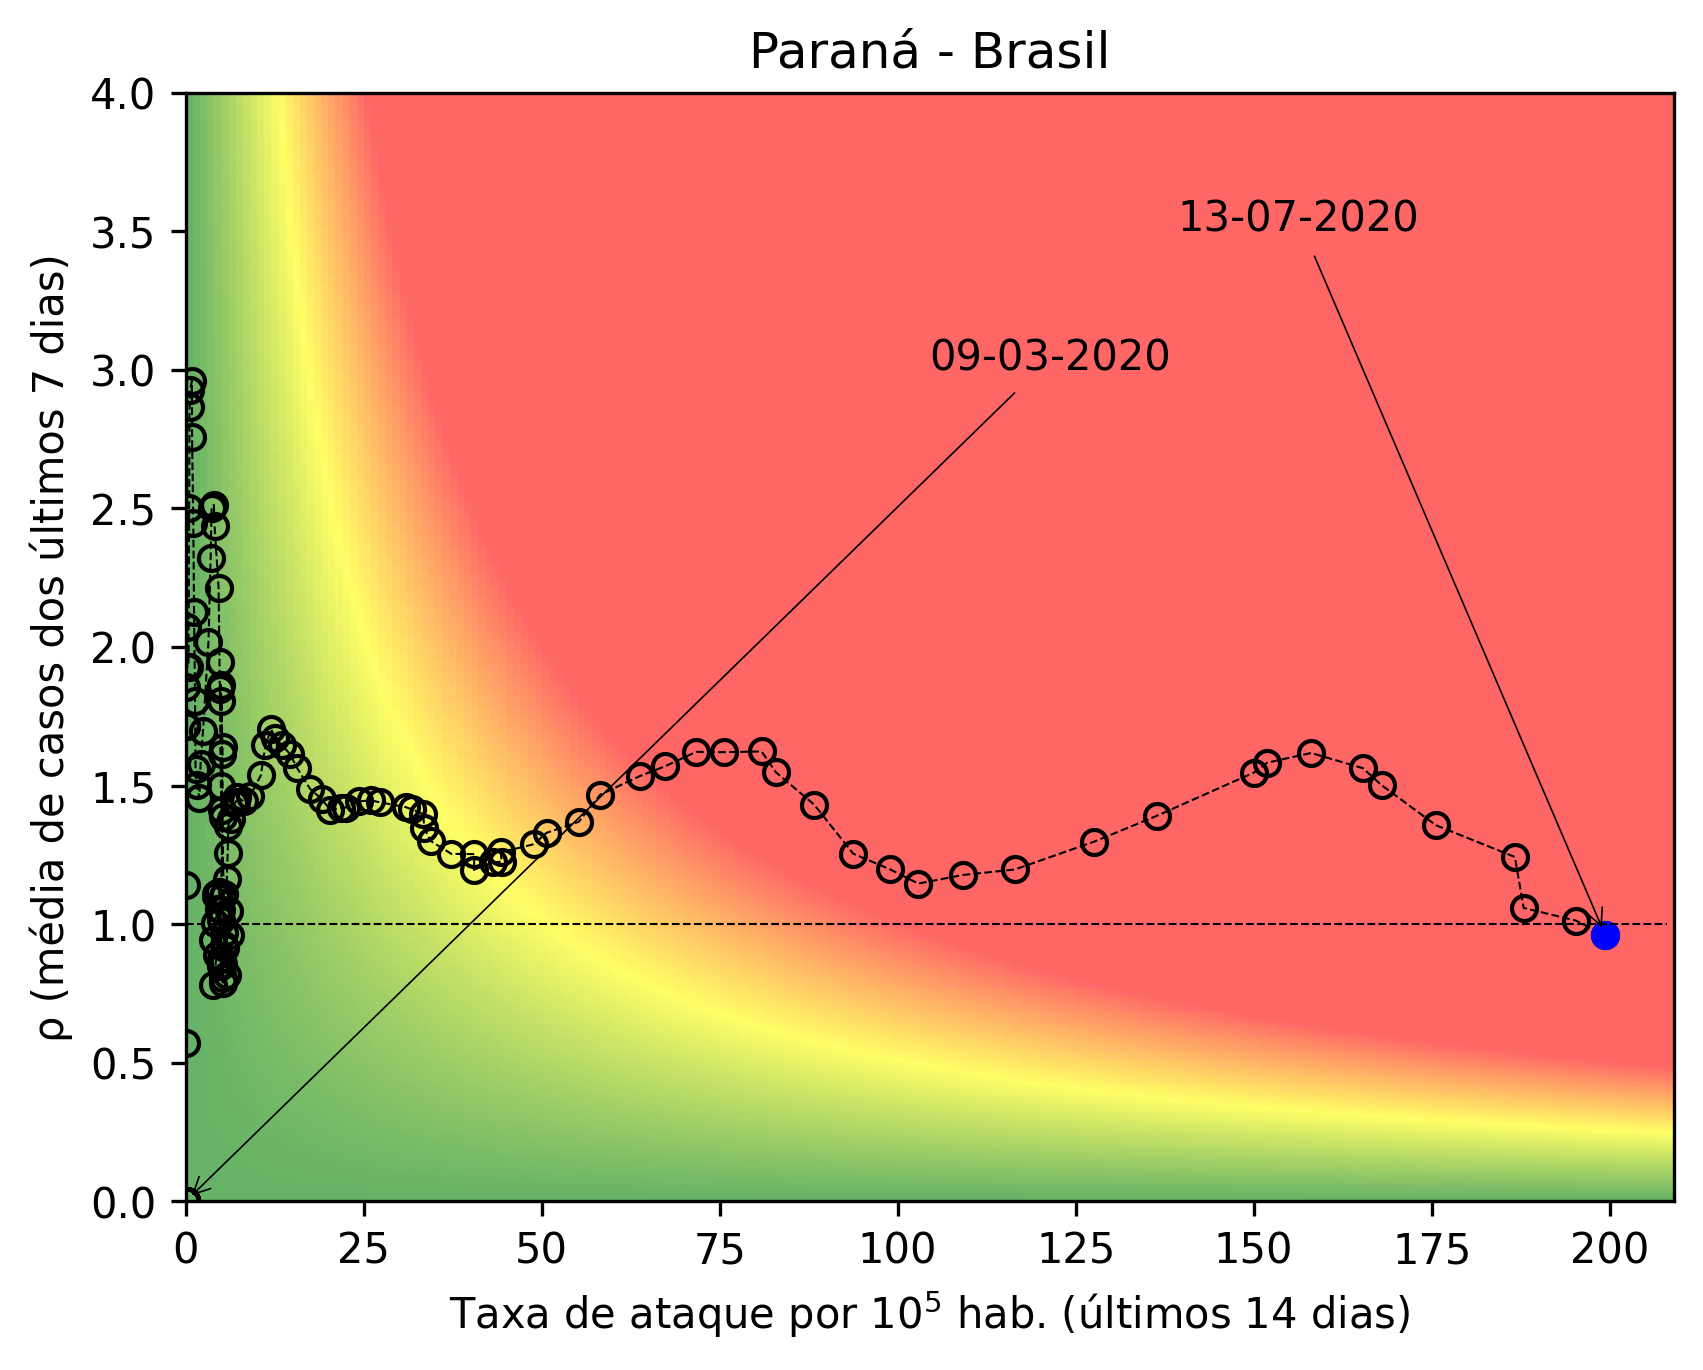 Paraná - Brasil
4.0
3.5
3.0
2.5
2.0
1.5
1.0
0.5
0.0
ρ (média de casos dos últimos 7 dias)
13-07-2020
09-03-2020
0 25 50 75 100 125 150 175 200
Taxa de ataque por 10⁵ hab. (últimos 14 dias)